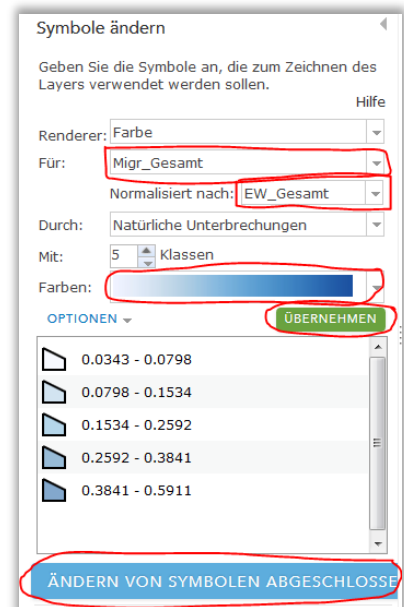 Symbole ändern
Geben Sie die Symbole an, die zum Zeichnen des
Layers verwendet werden sollen.
Hilfe
Renderer: Farbe
Für: Migr_Gesamt
Normalisiert nach: EW_Gesamt
Durch: Natürliche Unterbrechungen
Mit: 5 Klassen
Farben:
OPTIONEN ÜBERNEHMEN
0.0343 - 0.0798
0.0798 - 0.1534
0.1534 - 0.2592
0.2592 - 0.3841
0.3841 - 0.5911
ÄNDERN VON SYMBOLEN ABGESCHLOSSE